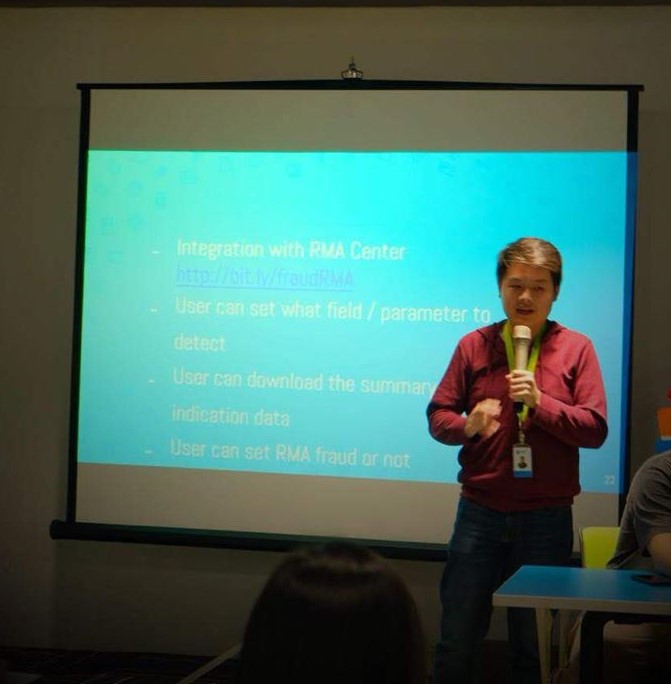 - Integration with RMA Center
http://bit.ly/fraudRMA
- User can set what field / parameter to
detect
- User can download the summary
indication data
- User can set RMA fraud or not
22